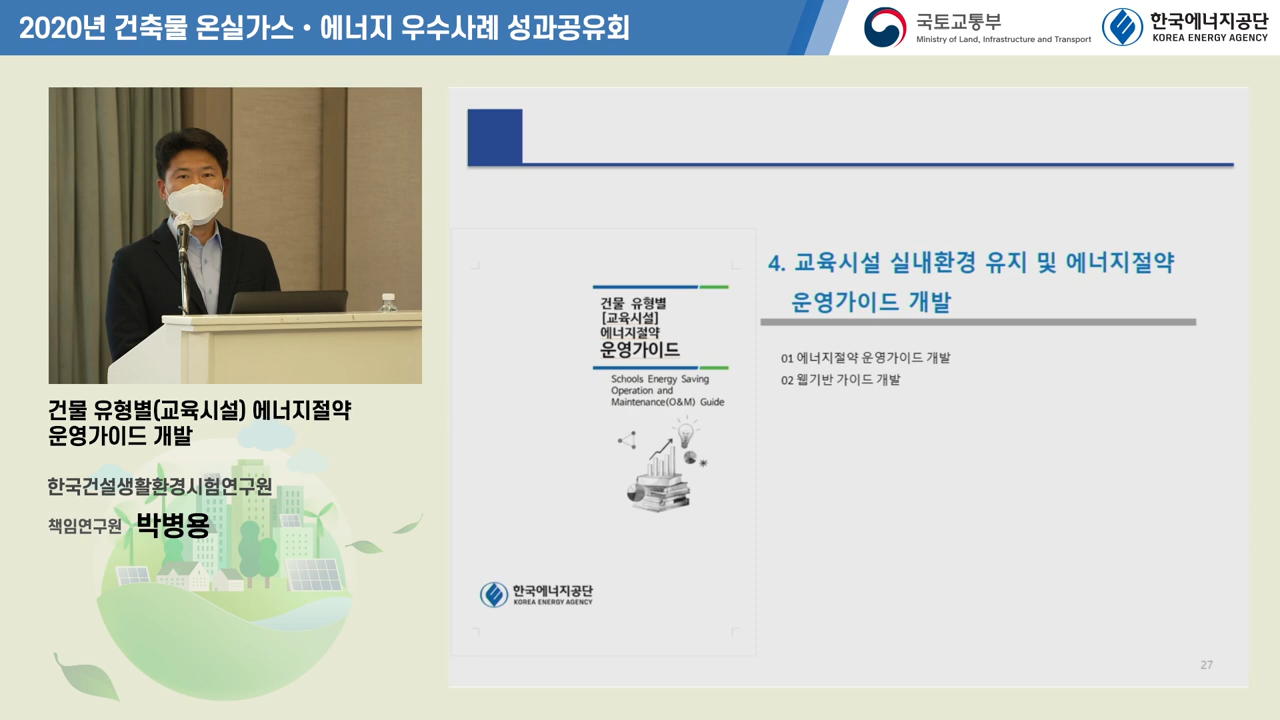 2020년 건축물 온실가스·에너지 우수사례 성과공유회
국토교통부
Ministry of Land, Infrastructure and Transport
한국에너지공단
KOREA ENERGY AGENCY
건물 유형별(교육시설) 에너지절약
운영가이드 개발
한국건설생활환경시험연구원
책임연구원 박병용
건물 유형별
[교육시설]
에너지절약
운영가이드
Schools Energy Saving
Operation and
Maintenance(O&M) Guide
한국에너지공단
KOREA ENERGY AGENCY
4. 교육시설 실내환경 유지 및 에너지절약
운영가이드 개발
01 에너지절약 운영가이드 개발
02 웹기반 가이드 개발
27